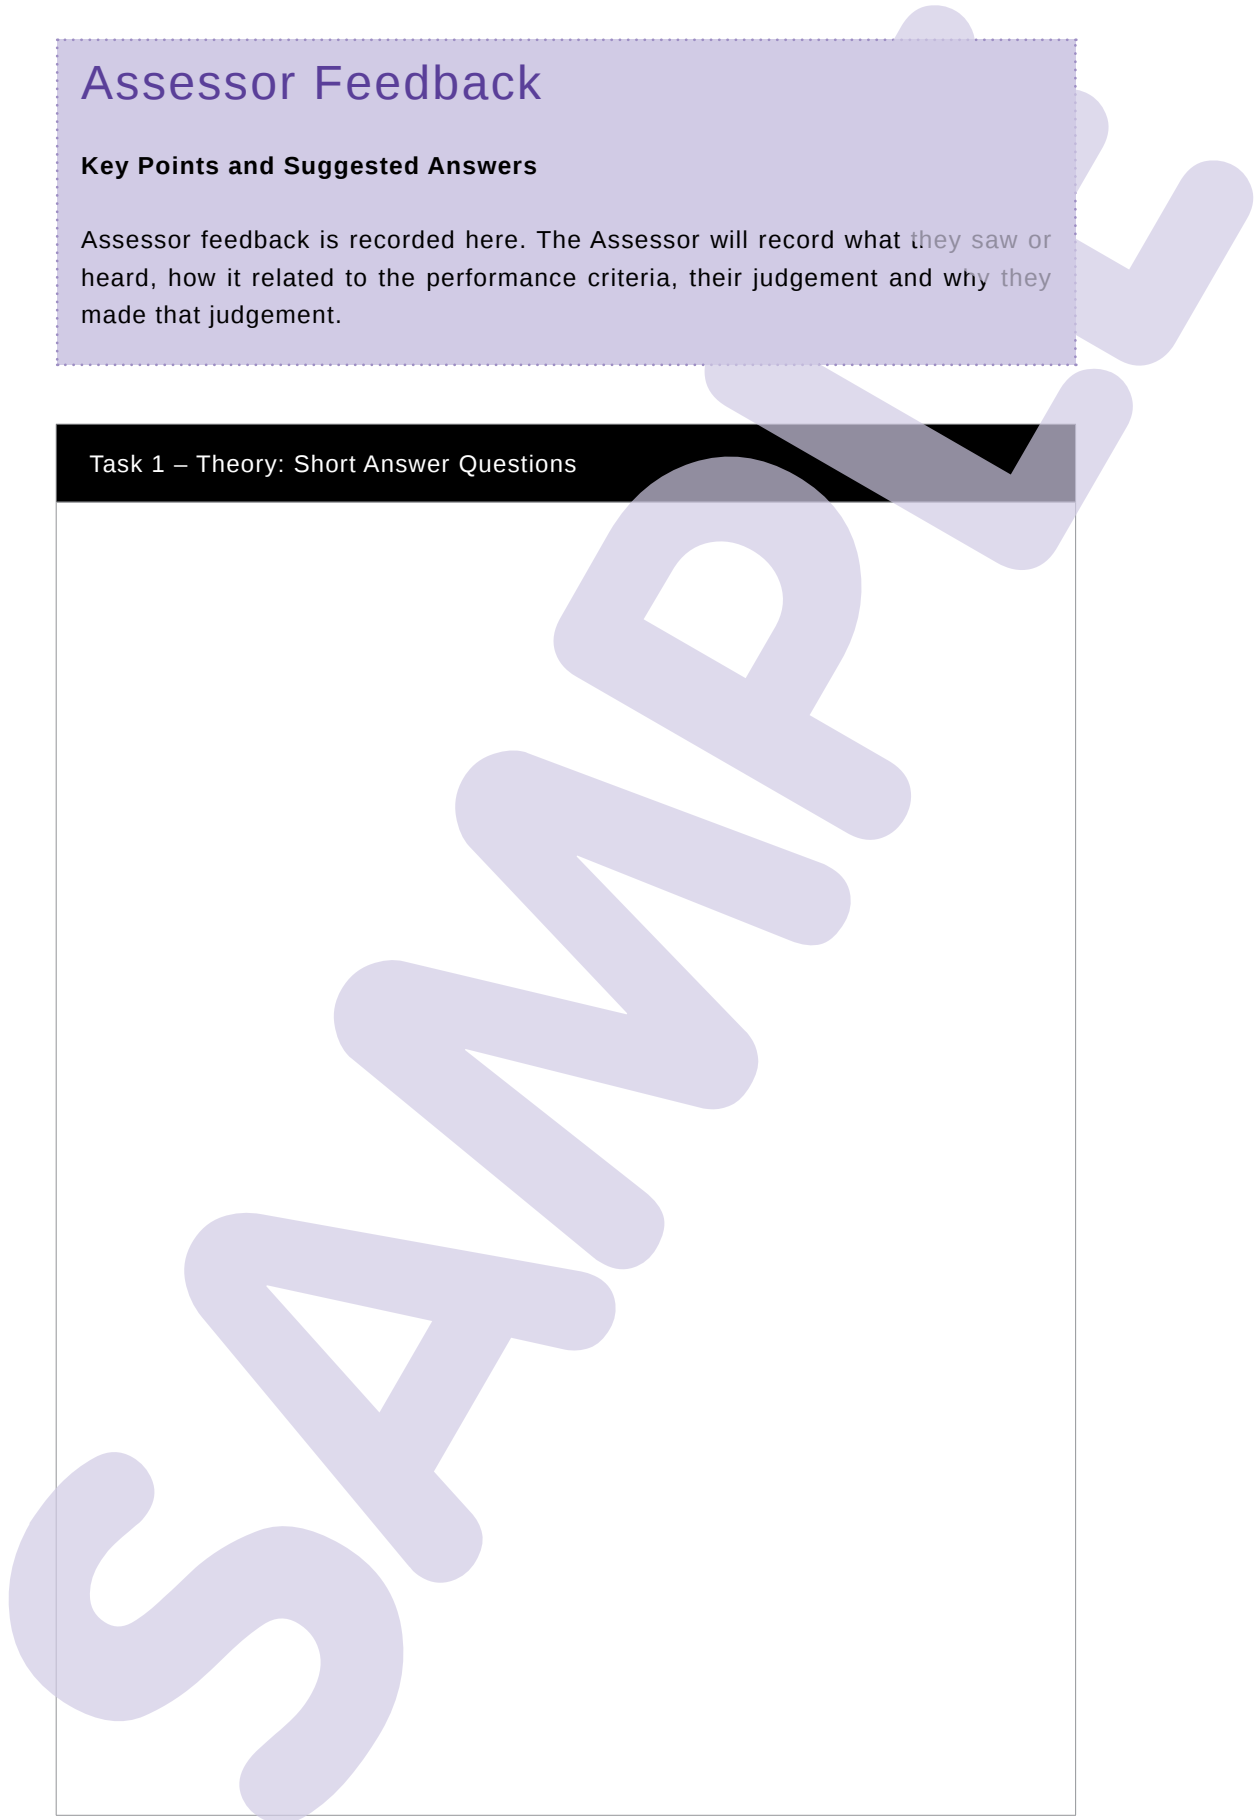 Assessor Feedback
Key Points and Suggested Answers
Assessor feedback is recorded here. The Assessor will record what they saw or
heard, how it related to the performance criteria, their judgement and why they
made that judgement.
Task 1 – Theory: Short Answer Questions
SAMPLE